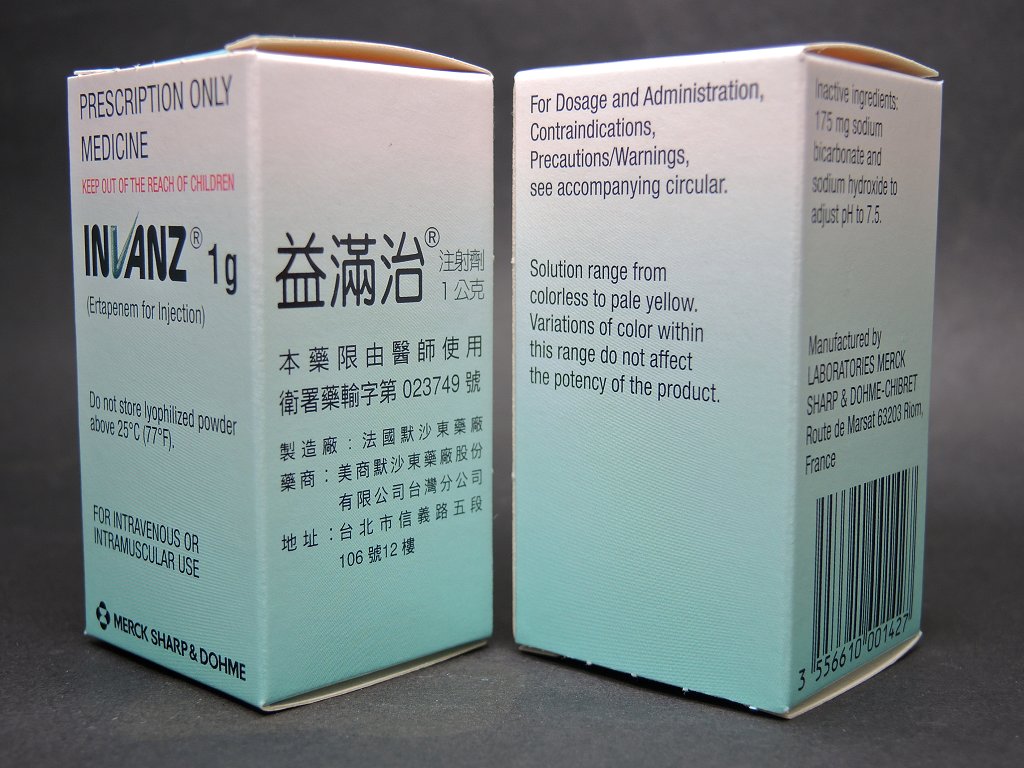 PRESCRIPTION ONLY
MEDICINE
KEEP OUT OF THE REACH OF CHILDREN
INVANZ® 1g
(Ertapenem for Injection)
Do not store lyophilized powder
above 25°C (77°F).
FOR INTRAVENOUS OR
INTRAMUSCULAR USE
MERCK SHARP & DOHME
益滿治® 注射劑
1 公克
本藥限由醫師使用
衛署藥輸字第 023749 號
製造廠：法國默沙東藥廠
藥商：美商默沙東藥廠股份
有限公司台灣分公司
地址：台北市信義路五段
106 號12 樓
For Dosage and Administration,
Contraindications,
Precautions/Warnings,
see accompanying circular.
Solution range from
colorless to pale yellow.
Variations of color within
this range do not affect
the potency of the product.
Inactive ingredients:
175 mg sodium
bicarbonate and
sodium hydroxide to
adjust pH to 7.5.
Manufactured by
LABORATORIES MERCK
SHARP & DOHME-CHIBRET
Route de Marsat 63203 Riom,
France
3 556610 001427